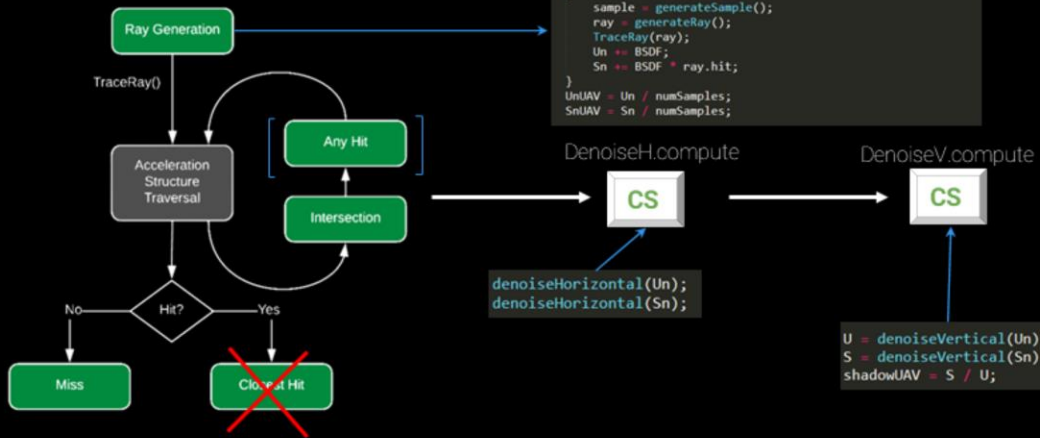 sample = generateSample();
ray = generateRay();
TraceRay(ray);
Un += BSDF;
Sn += BSDF * ray.hit;
}
UnUAV = Un / numSamples;
SnUAV = Sn / numSamples;
Ray Generation
TraceRay()
Acceleration
Structure
Traversal
Any Hit
Intersection
Hit?
No
Yes
Miss
Closest Hit
DenoiseH.compute
CS
denoiseHorizontal(Un);
denoiseHorizontal(Sn);
DenoiseV.compute
CS
U = denoiseVertical(Un)
S = denoiseVertical(Sn)
shadowUAV = S / U;